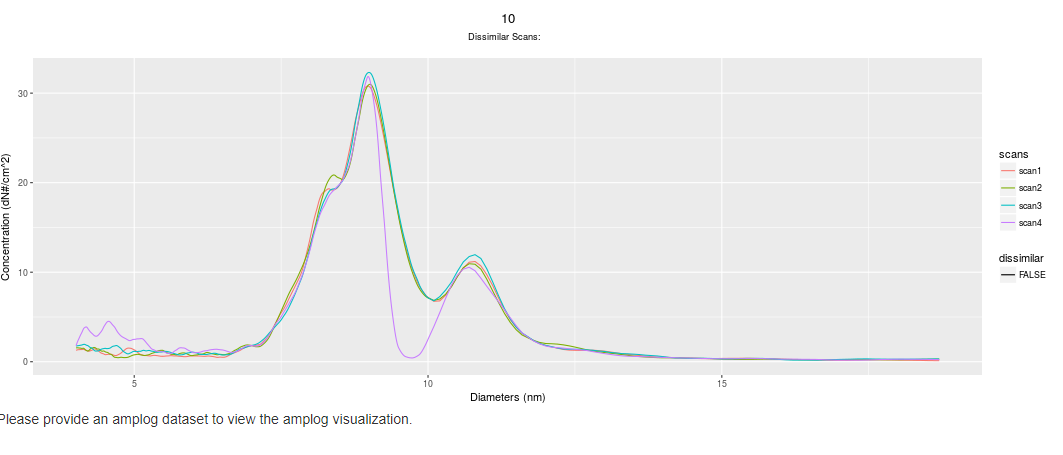 10
Dissimilar Scans:
Concentration (dN#/cm^2)
30
20
10
0
5
10
15
Diameters (nm)
scans
scan1
scan2
scan3
scan4
dissimilar
FALSE
Please provide an amplog dataset to view the amplog visualization.